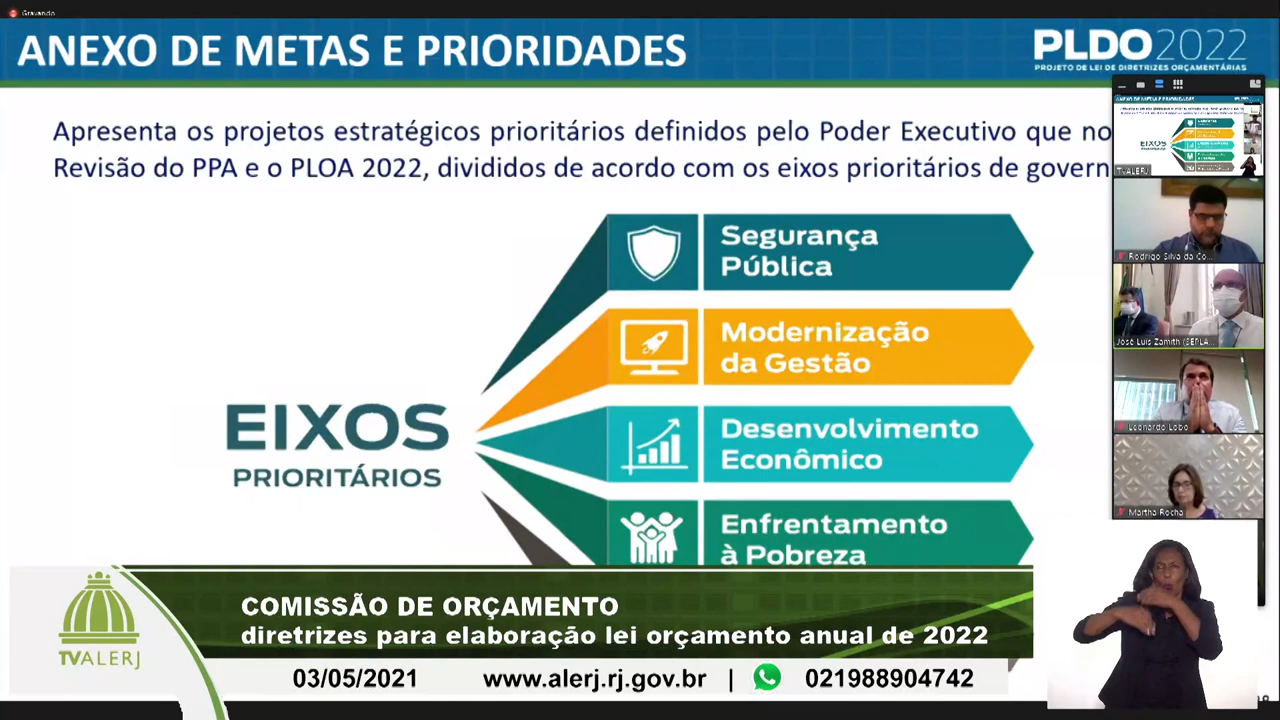 Gravando
ANEXO DE METAS E PRIORIDADES
PLDO2022
PROJETO DE LEI DE DIRETRIZES ORÇAMENTÁRIAS
Apresenta os projetos estratégicos prioritários definidos pelo Poder Executivo que no
Revisão do PPA e o PLOA 2022, divididos de acordo com os eixos prioritários de govern
EIXOS
PRIORITÁRIOS
Segurança
Pública
Modernização
da Gestão
Desenvolvimento
Econômico
Enfrentamento
à Pobreza
TVALERJ
Rodrigo Silva da Co...
José Luis Zamith (SEPLA...
Leonardo Lobo
Martha Rocha
TVALERJ
COMISSÃO DE ORÇAMENTO
diretrizes para elaboração lei orçamento anual de 2022
03/05/2021 www.alerj.rj.gov.br | 021988904742